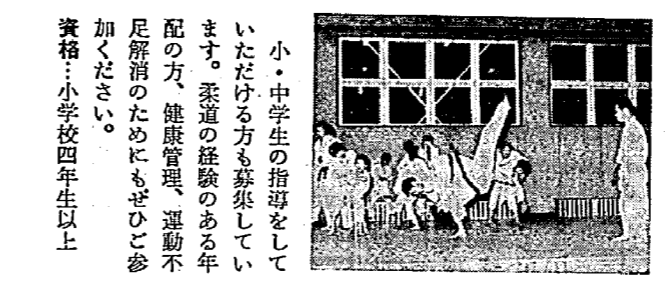 小・中学生の指導をして
いただける方も募集してい
ます。柔道の経験のある年
配の方、健康管理、運動不
足解消のためにもぜひご参
加ください。
資格…小学校四年生以上